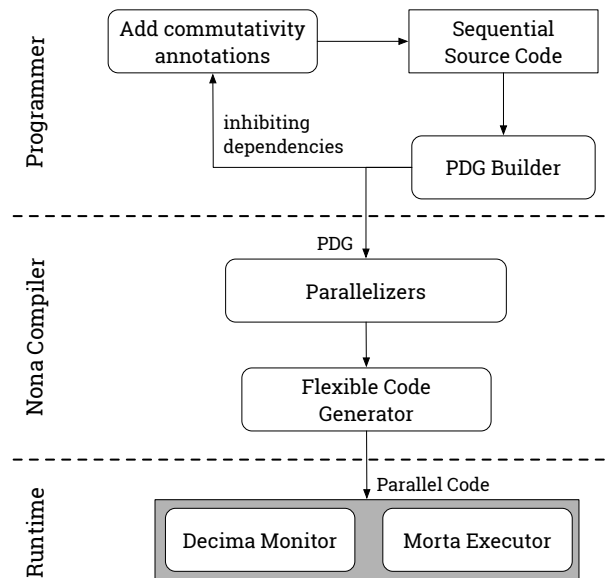 Programmer
Add commutativity
annotations
Sequential
Source Code
inhibiting
dependencies
PDG Builder
Nona Compiler
PDG
Parallelizers
Flexible Code
Generator
Runtime
Parallel Code
Decima Monitor
Morta Executor